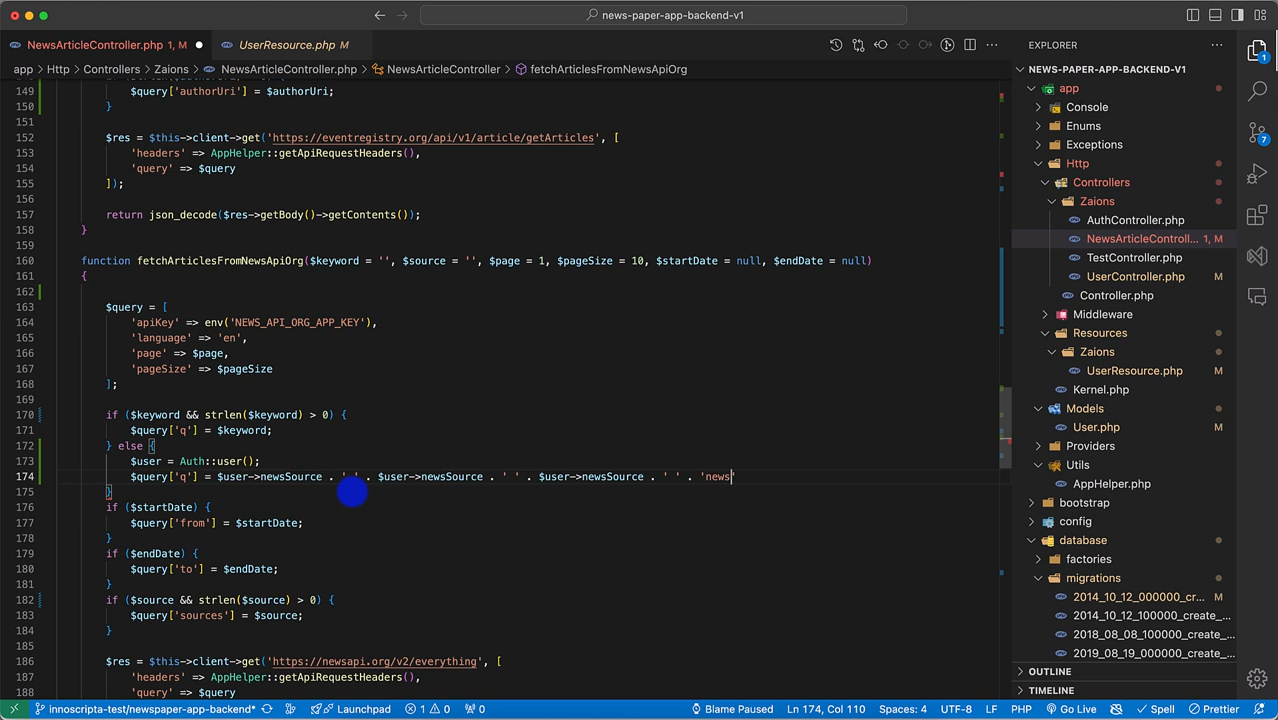 news-paper-app-backend-v1
NewsArticleController.php 1, M
UserResource.php M
app > Http > Controllers > Zaions > NewsArticleController.php > NewsArticleController > fetchArticlesFromNewsApiOrg
149 $query['authorUri'] = $authorUri;
150 }
151
152 $res = $this->client->get('https://eventregistry.org/api/v1/article/getArticles', [
153 'headers' => AppHelper::getApiRequestHeaders(),
154 'query' => $query
155 ]);
156
157 return json_decode($res->getBody()->getContents());
158 }
159
160 function fetchArticlesFromNewsApiOrg($keyword = '', $source = '', $page = 1, $pageSize = 10, $startDate = null, $endDate = null)
161 {
162
163 $query = [
164 'apiKey' => env('NEWS_API_ORG_APP_KEY'),
165 'language' => 'en',
166 'page' => $page,
167 'pageSize' => $pageSize
168 ];
169
170 if ($keyword && strlen($keyword) > 0) {
171 $query['q'] = $keyword;
172 } else {
173 $user = Auth::user();
174 $query['q'] = $user->newsSource . ' ' . $user->newsSource . ' ' . $user->newsSource . ' ' . 'news'
175 }
176 if ($startDate) {
177 $query['from'] = $startDate;
178 }
179 if ($endDate) {
180 $query['to'] = $endDate;
181 }
182 if ($source && strlen($source) > 0) {
183 $query['sources'] = $source;
184 }
185
186 $res = $this->client->get('https://newsapi.org/v2/everything', [
187 'headers' => AppHelper::getApiRequestHeaders(),
188 'query' => $query
EXPLORER
NEWS-PAPER-APP-BACKEND-V1
app
Console
Enums
Exceptions
Http
Controllers
Zaions
AuthController.php
NewsArticleControll... 1, M
TestController.php
UserController.php M
Controller.php
Middleware
Resources
Zaions
UserResource.php M
Kernel.php
Models
User.php M
Providers
Utils
AppHelper.php
bootstrap
config
database
factories
migrations
2014_10_12_000000_cr... M
2014_10_12_100000_create_...
2018_08_08_100000_create_...
2019_08_19_000000_create_...
OUTLINE
TIMELINE
1
7
innoscripta-test/newspaper-app-backend* Launchpad 1 0 0 Blame Paused Ln 174, Col 110 Spaces: 4 UTF-8 LF PHP Go Live Spell Prettier